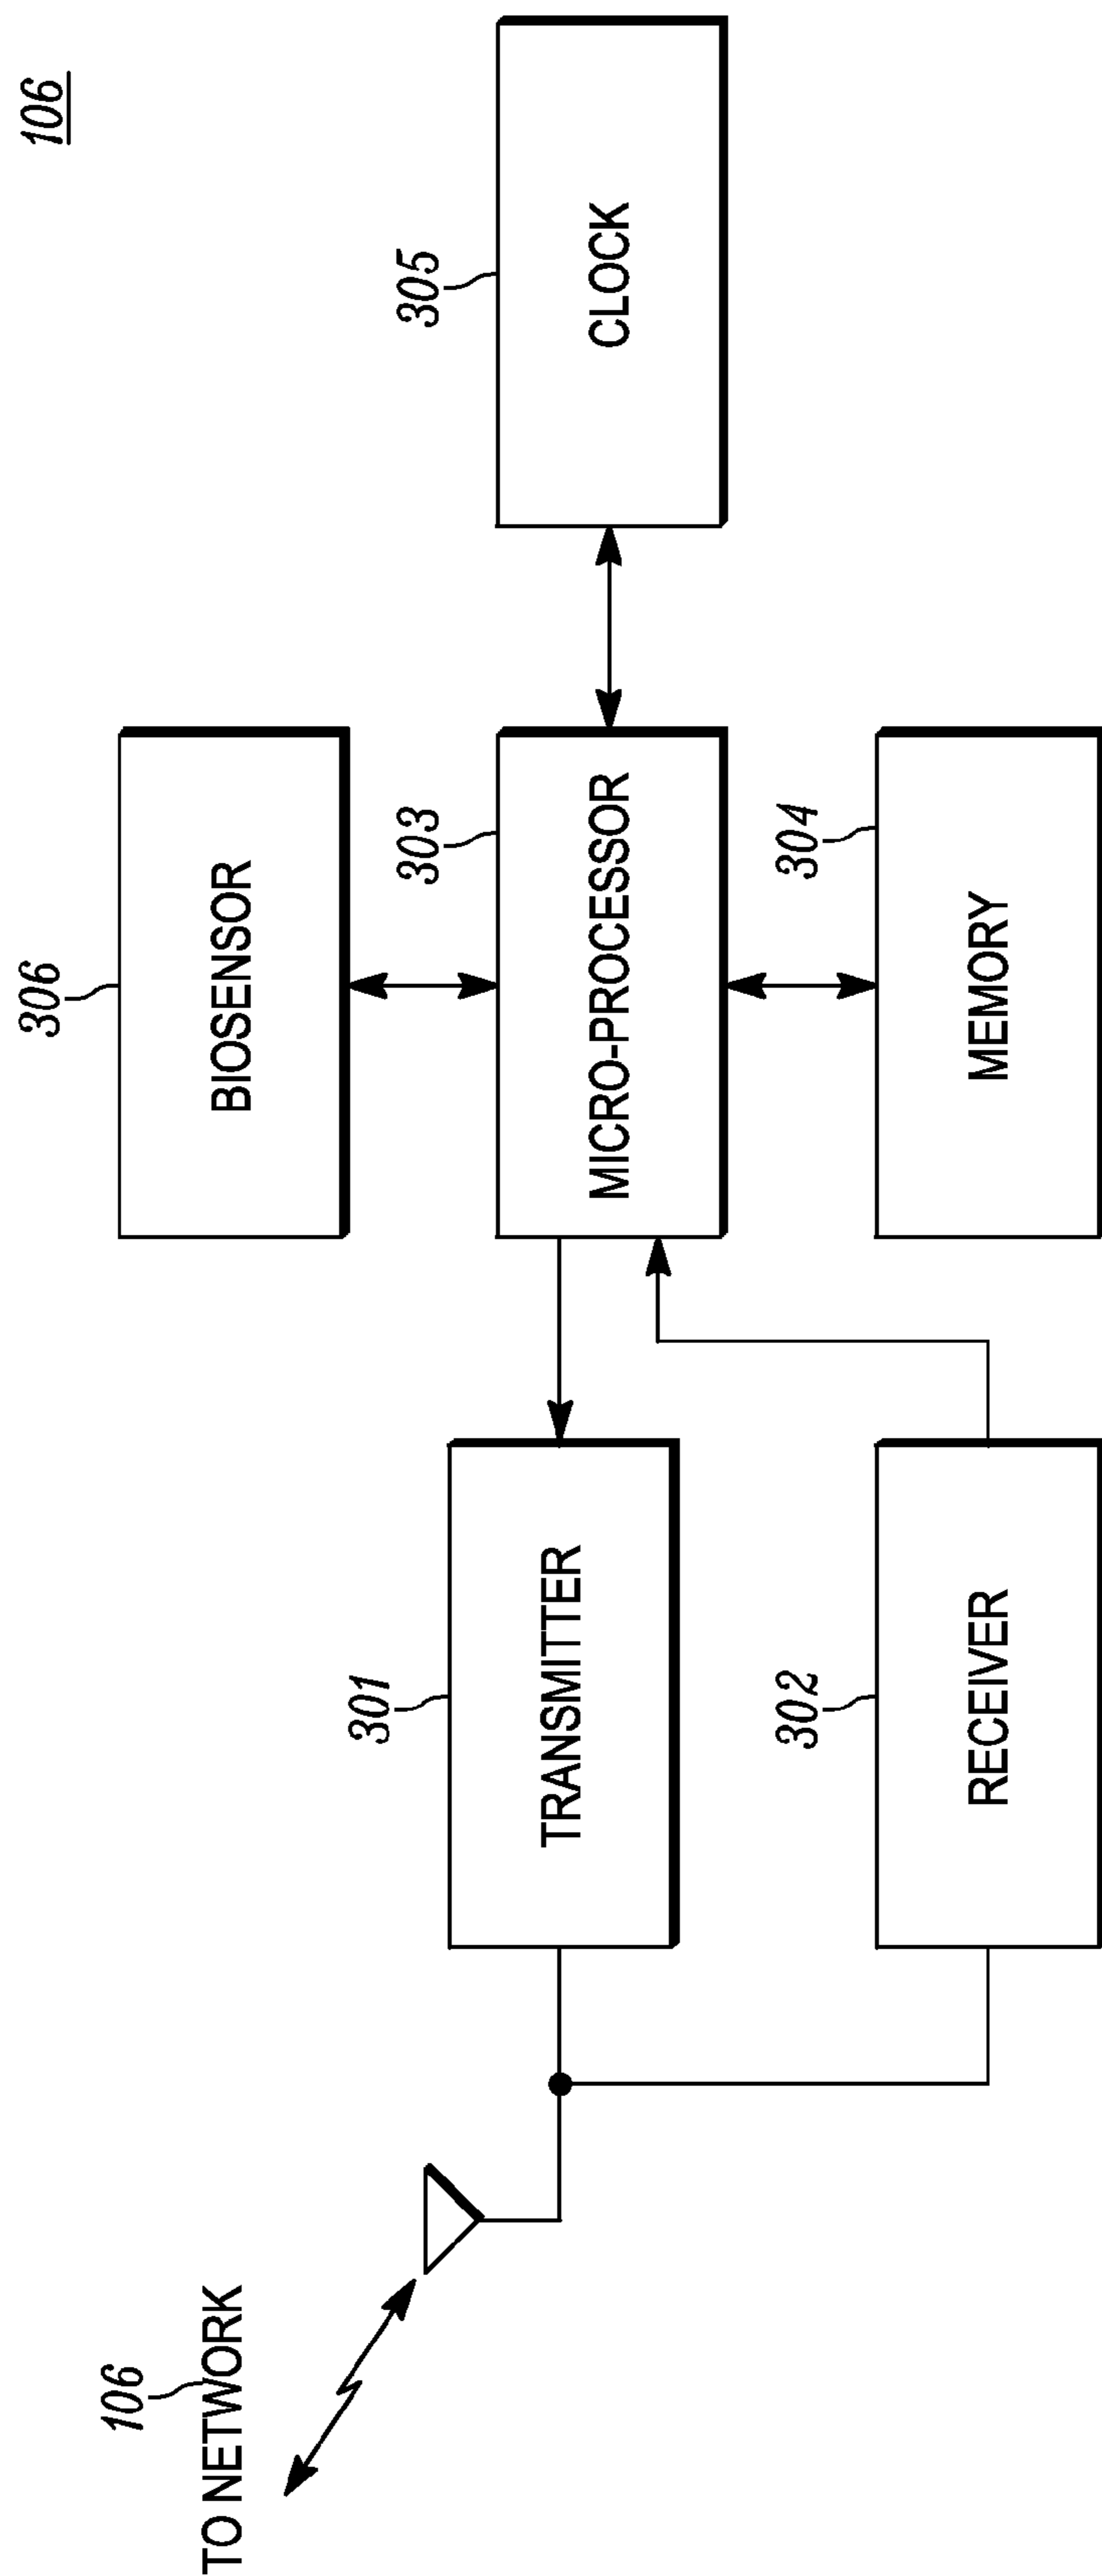 106
306
BIOSENSOR
305
CLOCK
303
MICRO-PROCESSOR
304
MEMORY
301
TRANSMITTER
302
RECEIVER
106
TO NETWORK